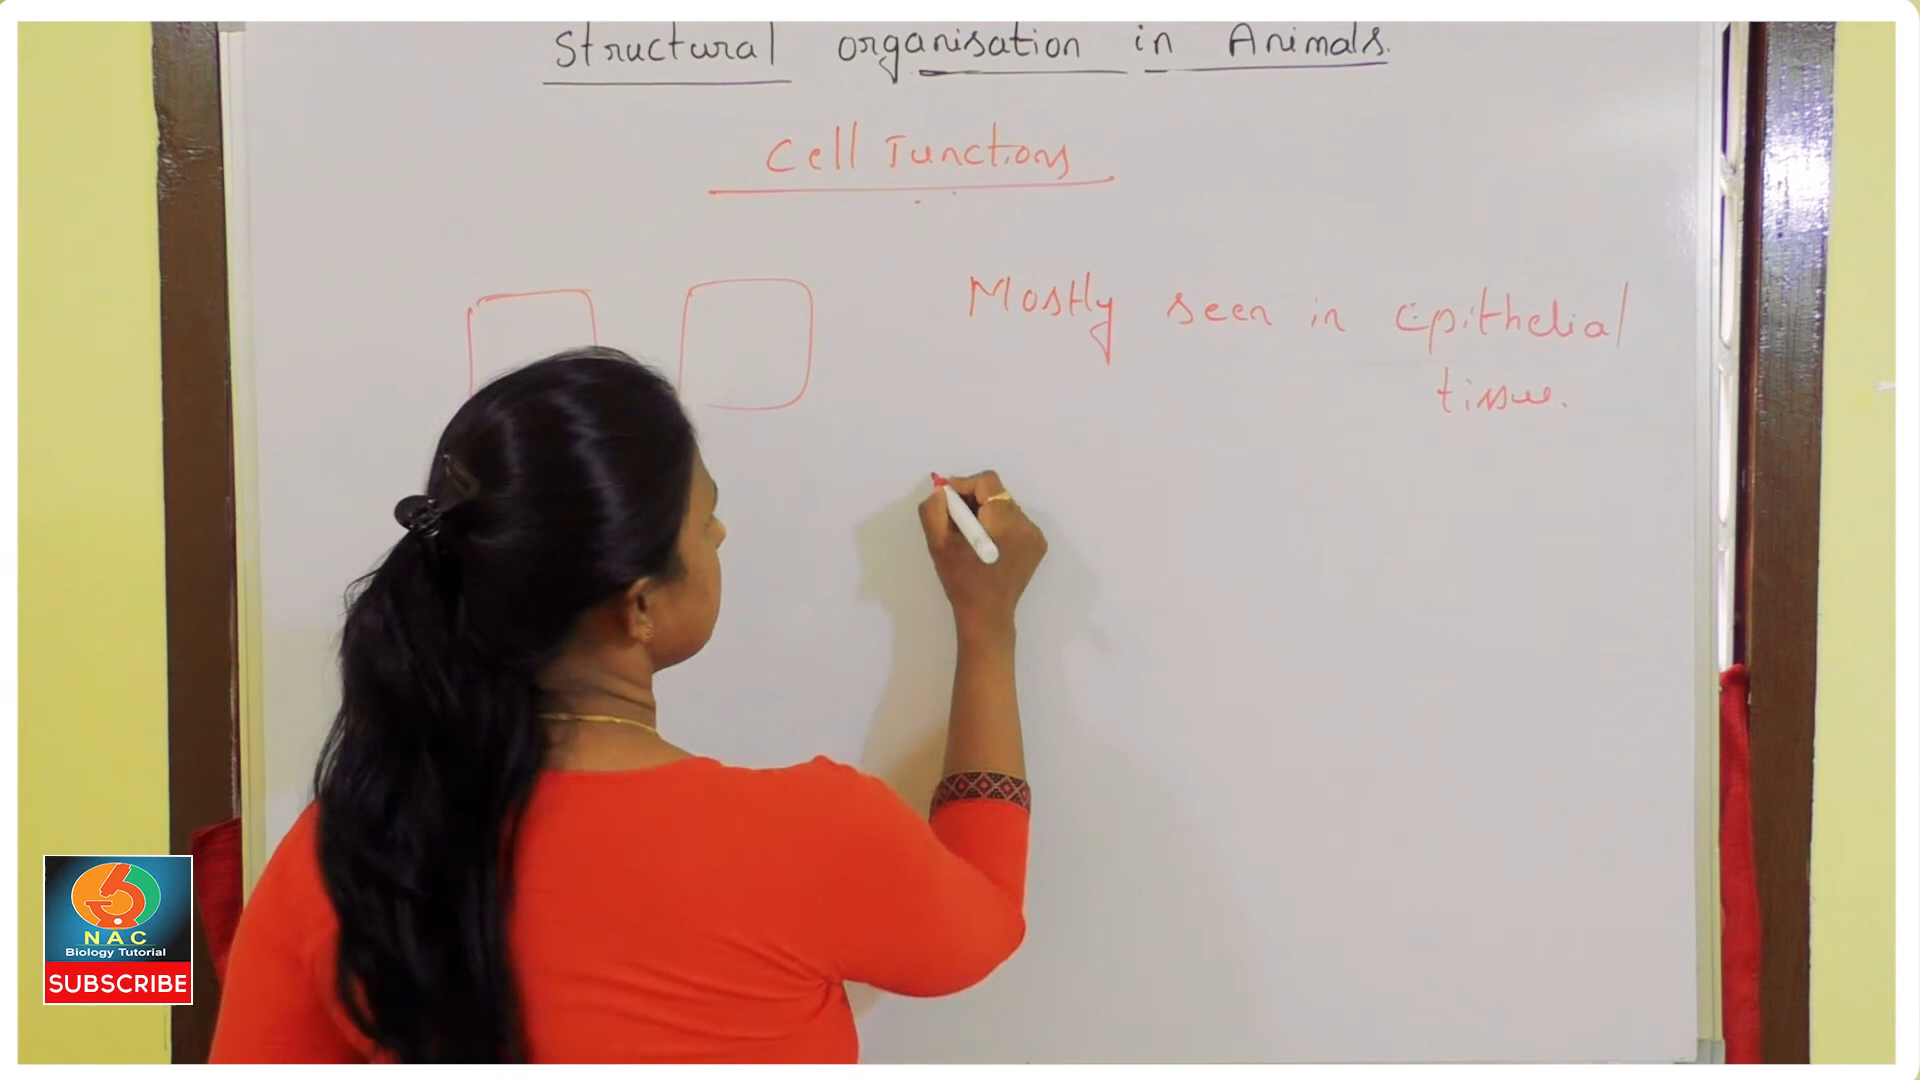 Structural organisation in Animals.
Cell Junctions
Mostly seen in Epithelial
tissue.
NAC
Biology Tutorial
SUBSCRIBE